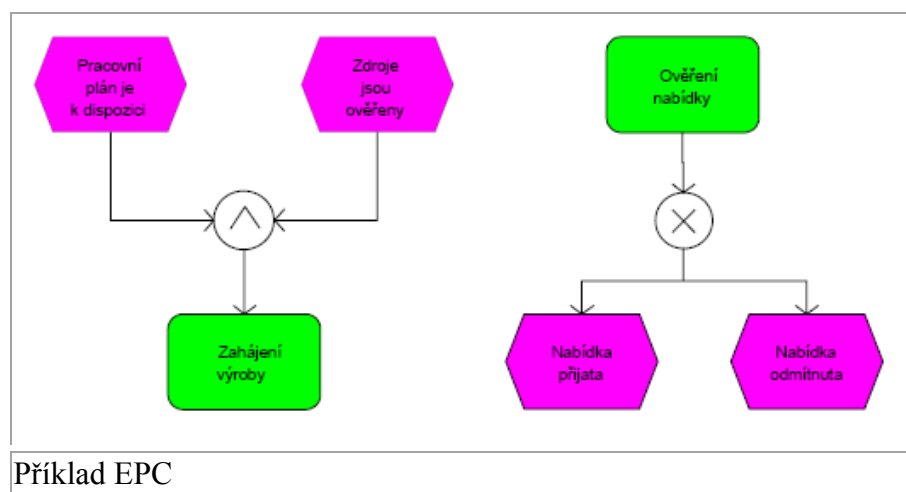 Pracovní
plán je
k dispozici
Zdroje
jsou
ověřeny
Ověření
nabídky
Zahájení
výroby
Nabídka
přijata
Nabídka
odmítnuta
Příklad EPC